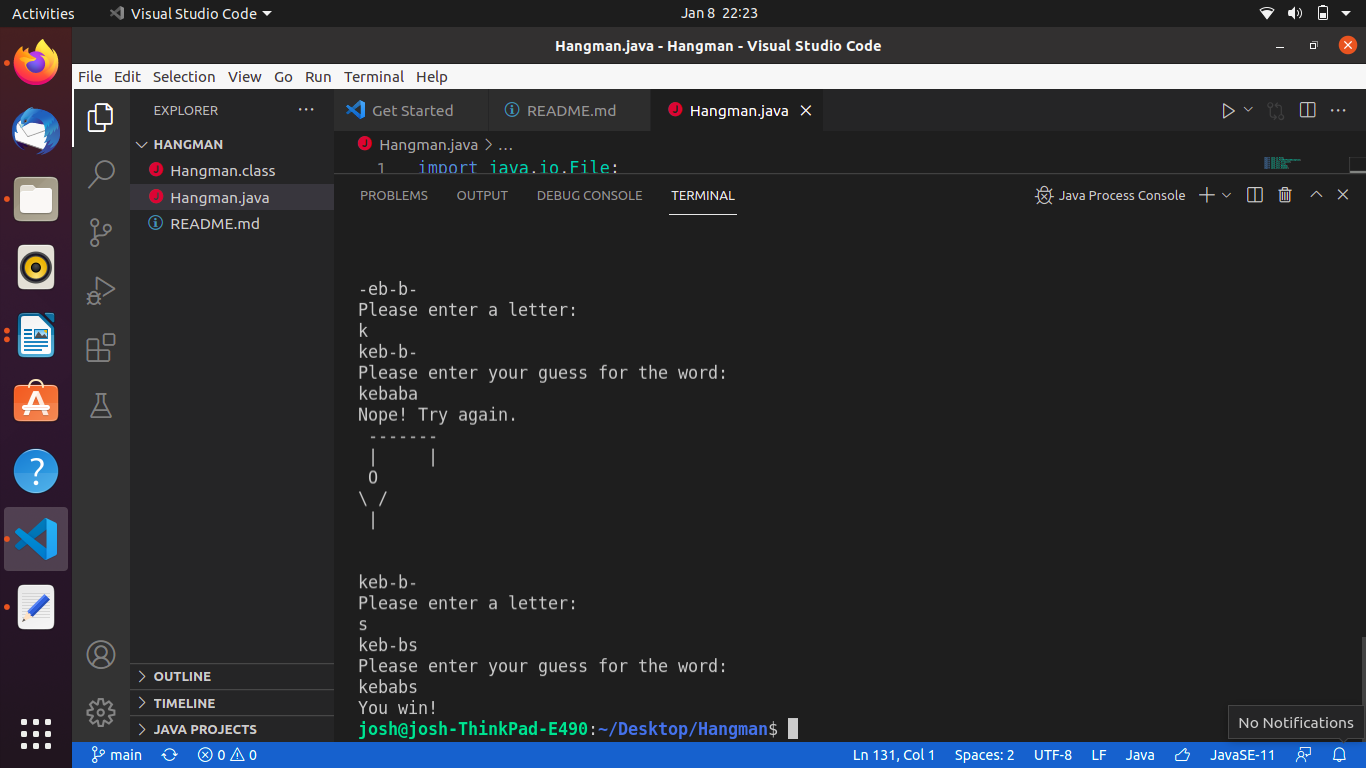 Activities Visual Studio Code Jan 8 22:23
Hangman.java - Hangman - Visual Studio Code
File Edit Selection View Go Run Terminal Help
EXPLORER ... Get Started README.md Hangman.java
HANGMAN
Hangman.class
Hangman.java
README.md
Hangman.java > ...
1 import java.io.File;
PROBLEMS OUTPUT DEBUG CONSOLE TERMINAL Java Process Console
-eb-b-
Please enter a letter:
k
keb-b-
Please enter your guess for the word:
kebaba
Nope! Try again.
 -------
 |     |
 O
\ /
 |
keb-b-
Please enter a letter:
s
keb-bs
Please enter your guess for the word:
kebabs
You win!
josh@josh-ThinkPad-E490:~/Desktop/Hangman$
OUTLINE
TIMELINE
JAVA PROJECTS
No Notifications
main 0 0 Ln 131, Col 1 Spaces: 2 UTF-8 LF Java JavaSE-11